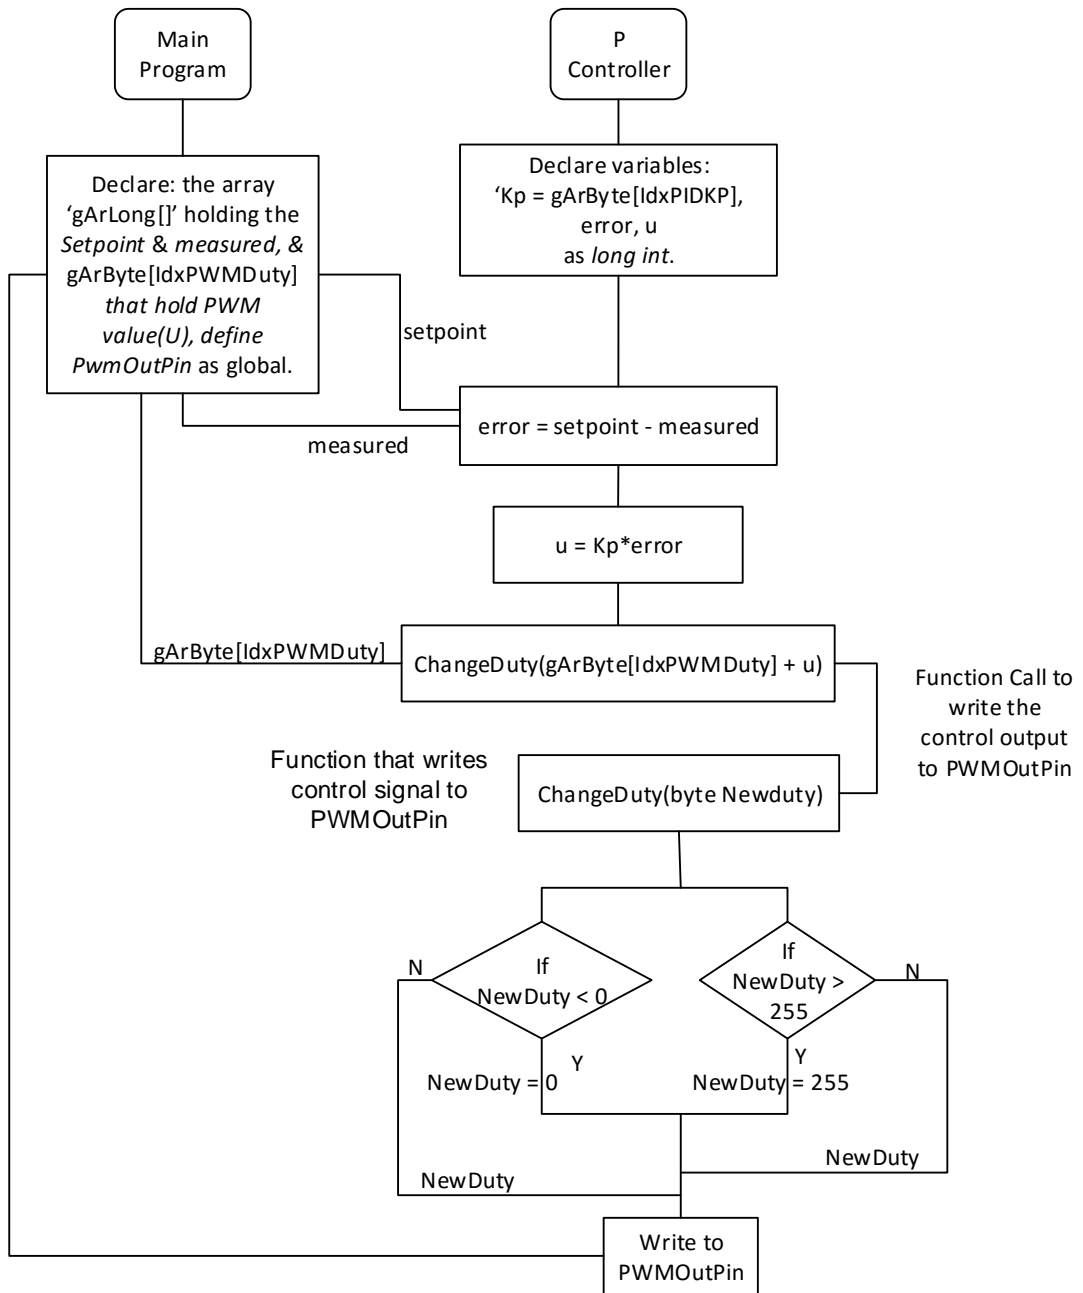 Main
Program
P
Controller
Declare: the array
‘gArLong[]’ holding the
Setpoint & measured, &
gArByte[IdxPWMDuty]
that hold PWM
value(U), define
PwmOutPin as global.
Declare variables:
‘Kp = gArByte[IdxPIDKP],
error, u
as long int.
setpoint
measured
error = setpoint - measured
u = Kp*error
gArByte[IdxPWMDuty]
ChangeDuty(gArByte[IdxPWMDuty] + u)
Function Call to
write the
control output
to PWMOutPin
Function that writes
control signal to
PWMOutPin
ChangeDuty(byte Newduty)
N
If
NewDuty < 0
If
NewDuty >
255
N
Y
NewDuty = 0
Y
NewDuty = 255
NewDuty
NewDuty
Write to
PWMOutPin